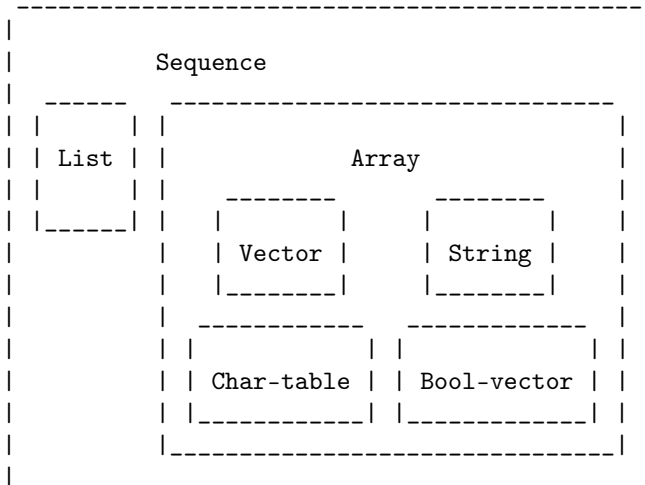 Sequence
List Array
Vector String
Char-table Bool-vector